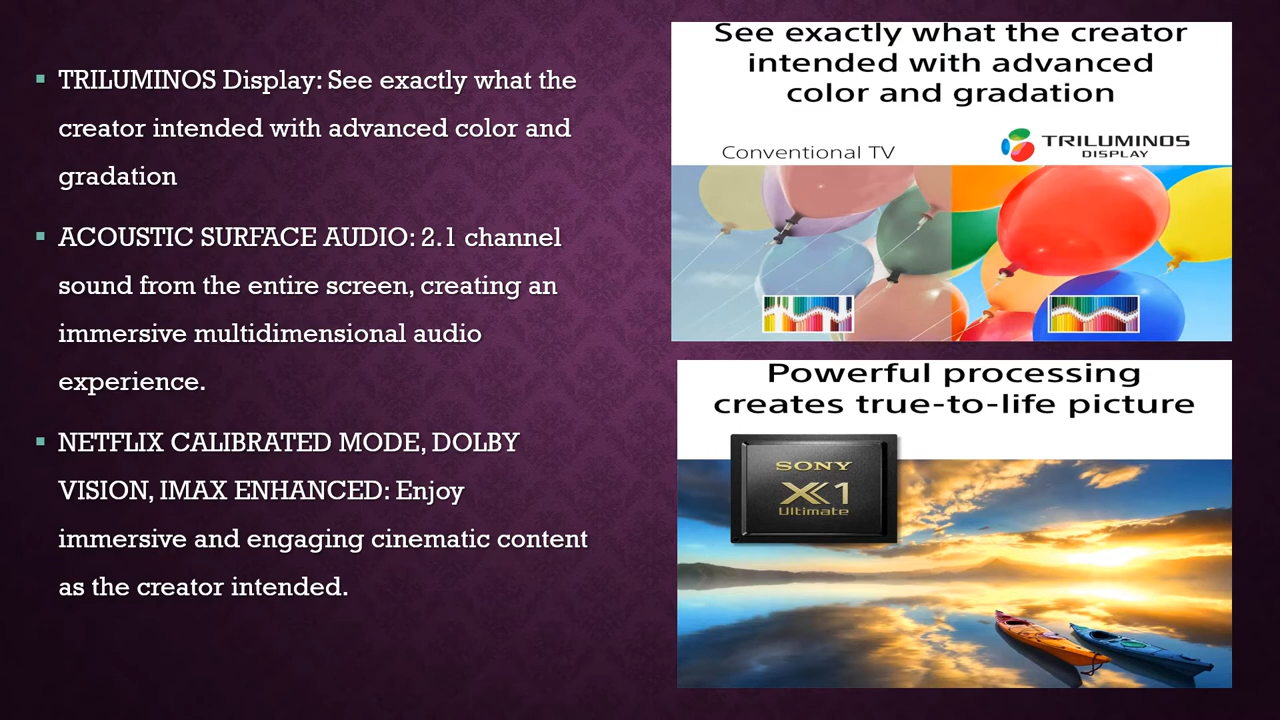 TRILUMINOS Display: See exactly what the
creator intended with advanced color and
gradation
ACOUSTIC SURFACE AUDIO: 2.1 channel
sound from the entire screen, creating an
immersive multidimensional audio
experience.
NETFLIX CALIBRATED MODE, DOLBY
VISION, IMAX ENHANCED: Enjoy
immersive and engaging cinematic content
as the creator intended.
See exactly what the creator
intended with advanced
color and gradation
Conventional TV
TRILUMINOS
DISPLAY
Powerful processing
creates true-to-life picture
SONY
X1
Ultimate